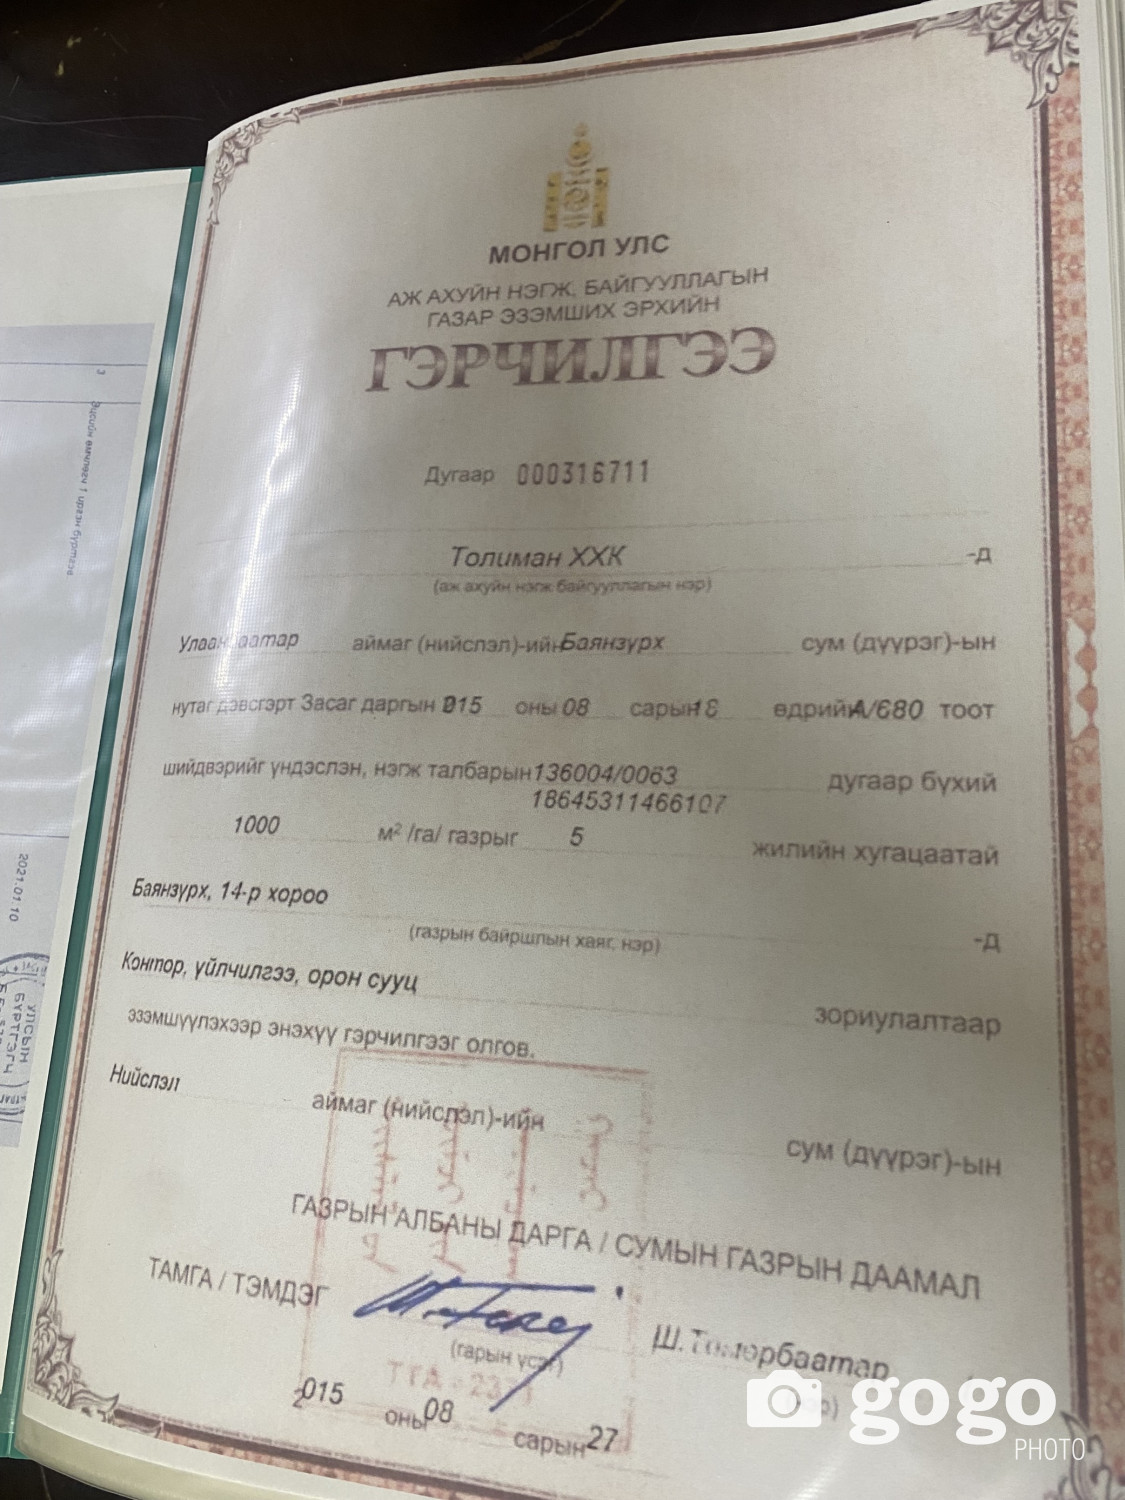 МОНГОЛ УЛС
АЖ АХУЙН НЭГЖ, БАЙГУУЛЛАГЫН
ГАЗАР ЭЗЭМШИХ ЭРХИЙН
ГЭРЧИЛГЭЭ
Дугаар 000316711
Толиман ХХК -д
(аж ахуйн нэгж байгууллагын нэр)
аймаг (нийслэл)-ийн Баянзүрх сум (дүүрэг)-ын
нутаг дэвсгэрт Засаг даргын 2015 оны 08 сарын өдрийн А/680 тоот
шийдвэрийг үндэслэн, нэгж талбарын 136004/0063 дугаар бүхий
18645311466107
1000 м² /га/ газрыг 5 жилийн хугацаатай
Баянзүрх, 14-р хороо
(газрын байршлын хаяг, нэр) -д
Контор, үйлчилгээ, орон сууц зориулалтаар
эзэмшүүлэхээр энэхүү гэрчилгээг олгов.
Нийслэл аймаг (нийслэл)-ийн сум (дүүрэг)-ын
ГАЗРЫН АЛБАНЫ ДАРГА / СУМЫН ГАЗРЫН ДААМАЛ
ТАМГА / ТЭМДЭГ Ш.Төмөрбаатар
(гарын үсэг)
2015 оны 08 сарын 27
2021.01.10
УЛСЫН
БҮРТГЭГЧ
gogo
PHOTO